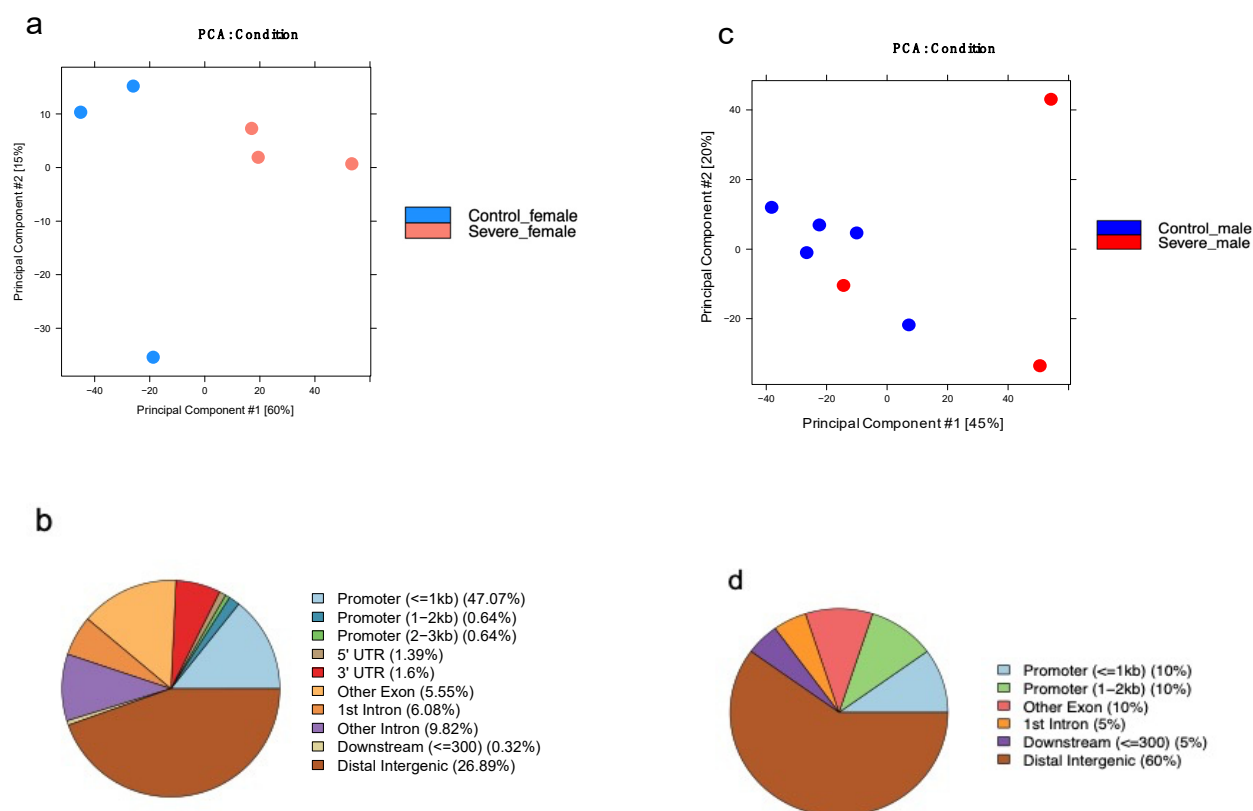 a
PCA: Condition
10
0
−10
−20
−30
Principal Component #2 [15%]
−40
−20
0
20
40
Principal Component #1 [60%]
Control_female
Severe_female
c
PCA: Condition
40
20
0
−20
Principal Component #2 [20%]
−40
−20
0
20
40
Principal Component #1 [45%]
Control_male
Severe_male
b
Promoter (<=1kb) (47.07%)
Promoter (1−2kb) (0.64%)
Promoter (2−3kb) (0.64%)
5' UTR (1.39%)
3' UTR (1.6%)
Other Exon (5.55%)
1st Intron (6.08%)
Other Intron (9.82%)
Downstream (<=300) (0.32%)
Distal Intergenic (26.89%)
d
Promoter (<=1kb) (10%)
Promoter (1−2kb) (10%)
Other Exon (10%)
1st Intron (5%)
Downstream (<=300) (5%)
Distal Intergenic (60%)